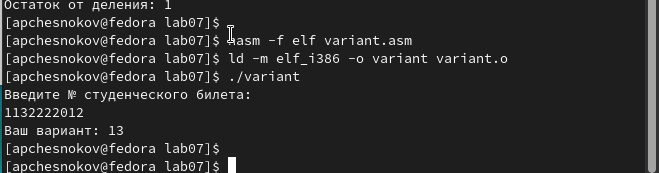 Остаток от деления: 1
[apchesnokov@fedora lab07]$
[apchesnokov@fedora lab07]$ nasm -f elf variant.asm
[apchesnokov@fedora lab07]$ ld -m elf_i386 -o variant variant.o
[apchesnokov@fedora lab07]$ ./variant
Введите № студенческого билета:
1132222012
Ваш вариант: 13
[apchesnokov@fedora lab07]$
[apchesnokov@fedora lab07]$